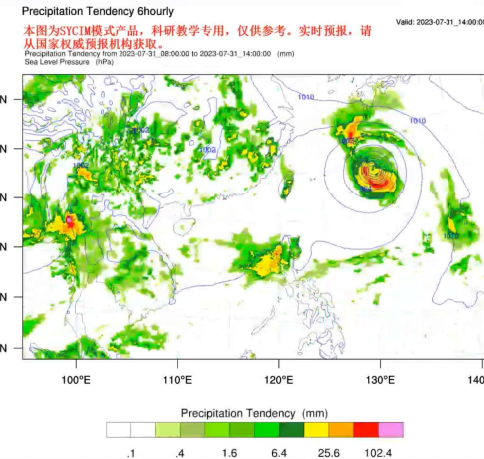 Precipitation Tendency 6hourly
Valid: 2023-07-31_14:00:00
本图为SYCIM模式产品，科研教学专用，仅供参考。实时预报，请
从国家权威预报机构获取。
Precipitation Tendency from 2023-07-31_08:00:00 to 2023-07-31_14:00:00 (mm)
Sea Level Pressure (hPa)
1010
N
1010
1002
1002
N
1002
N
1010
N
N
N
100°E 110°E 120°E 130°E 140
Precipitation Tendency (mm)
.1 .4 1.6 6.4 25.6 102.4